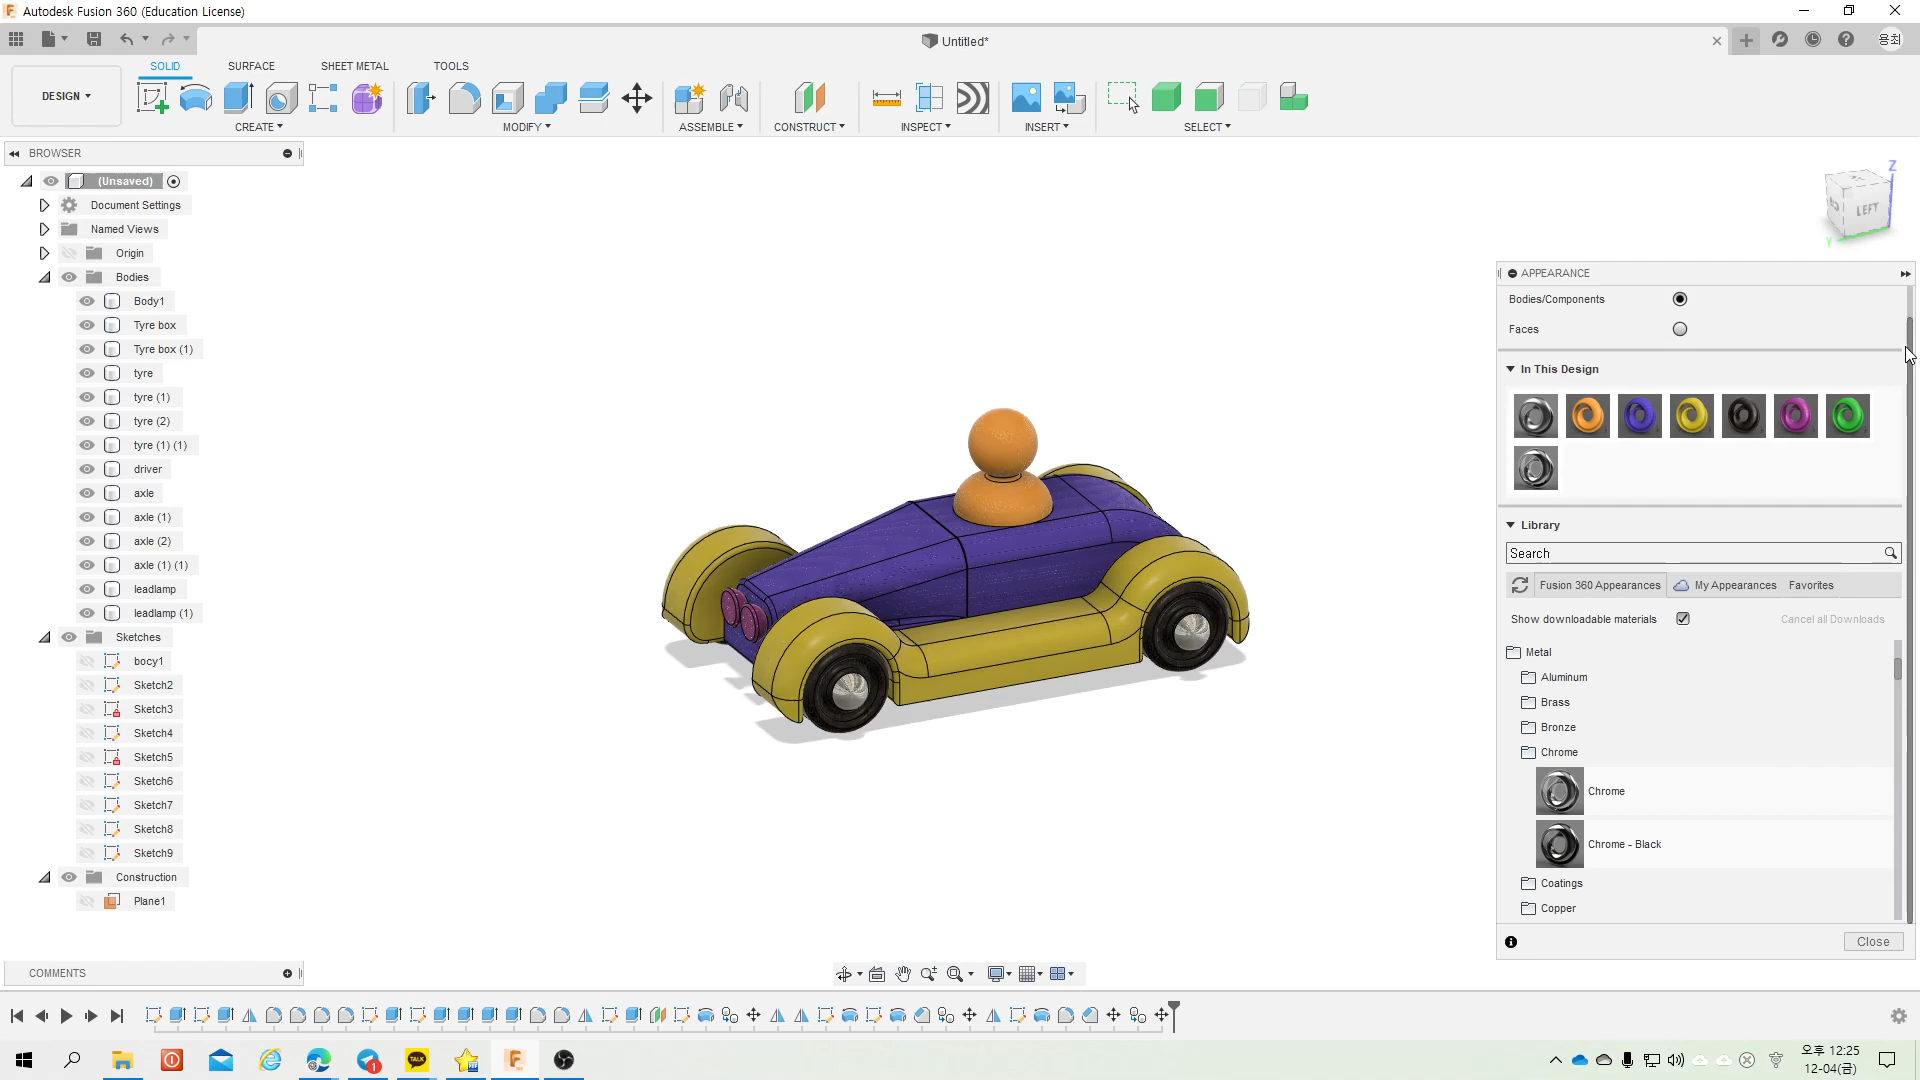 Autodesk Fusion 360 (Education License)
Untitled*
용최
DESIGN
SOLID
SURFACE
SHEET METAL
TOOLS
CREATE
MODIFY
ASSEMBLE
CONSTRUCT
INSPECT
INSERT
SELECT
BROWSER
(Unsaved)
Document Settings
Named Views
Origin
Bodies
Body1
Tyre box
Tyre box (1)
tyre
tyre (1)
tyre (2)
tyre (1) (1)
driver
axle
axle (1)
axle (2)
axle (1) (1)
leadlamp
leadlamp (1)
Sketches
bocy1
Sketch2
Sketch3
Sketch4
Sketch5
Sketch6
Sketch7
Sketch8
Sketch9
Construction
Plane1
COMMENTS
Z
LEFT
Y
APPEARANCE
Bodies/Components
Faces
In This Design
Library
Search
Fusion 360 Appearances
My Appearances
Favorites
Show downloadable materials
Cancel all Downloads
Metal
Aluminum
Brass
Bronze
Chrome
Chrome
Chrome - Black
Coatings
Copper
Close
TALK
1
오후 12:25
12-04(금)